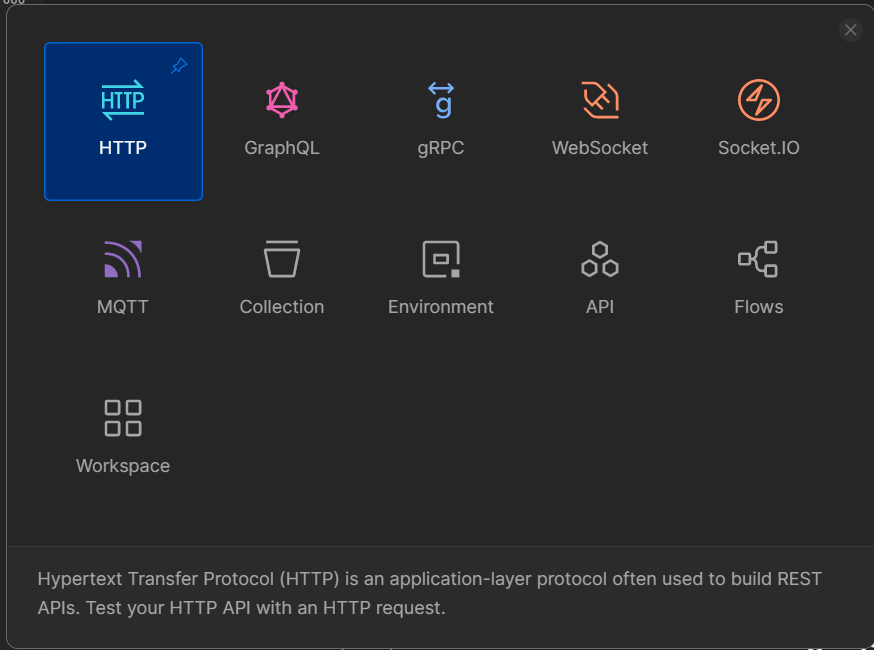 HTTP
HTTP GraphQL gRPC WebSocket Socket.IO
g
MQTT Collection Environment API Flows
Workspace
Hypertext Transfer Protocol (HTTP) is an application-layer protocol often used to build REST
APIs. Test your HTTP API with an HTTP request.